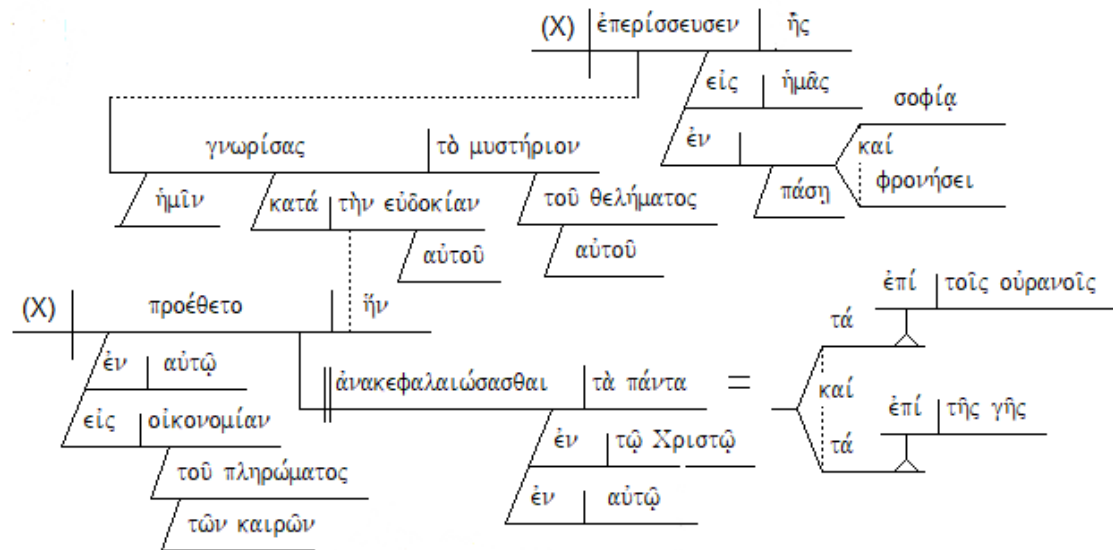 (X) ἐπερίσσευσεν ἧς
εἰς ἡμᾶς
σοφίᾳ
ἐν καί
γνωρίσας τὸ μυστήριον
πάσῃ φρονήσει
ἡμῖν κατά τὴν εὐδοκίαν τοῦ θελήματος
αὐτοῦ αὐτοῦ
ἐπί τοῖς οὐρανοῖς
(X) προέθετο ἥν
τά
ἐν αὐτῷ
ἀνακεφαλαιώσασθαι τὰ πάντα = καί
εἰς οἰκονομίαν
ἐπί τῆς γῆς
ἐν τῷ Χριστῷ τά
τοῦ πληρώματος
ἐν αὐτῷ
τῶν καιρῶν